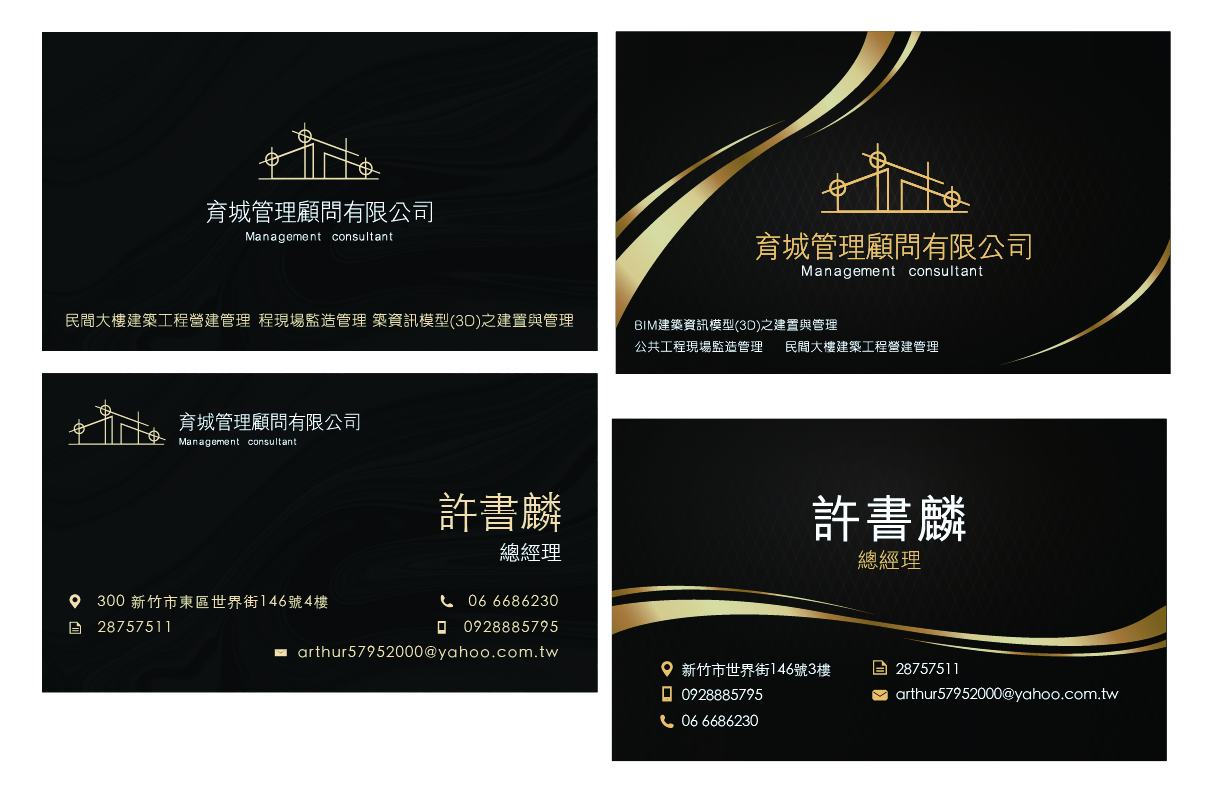 育城管理顧問有限公司
Management consultant
民間大樓建築工程營建管理 程現場監造管理 築資訊模型(3D)之建置與管理
育城管理顧問有限公司
Management consultant
BIM建築資訊模型(3D)之建置與管理
公共工程現場監造管理 民間大樓建築工程營建管理
育城管理顧問有限公司
Management consultant
許書麟
總經理
300 新竹市東區世界街146號4樓
06 6686230
28757511
0928885795
arthur57952000@yahoo.com.tw
許書麟
總經理
新竹市世界街146號3樓
28757511
0928885795
arthur57952000@yahoo.com.tw
06 6686230